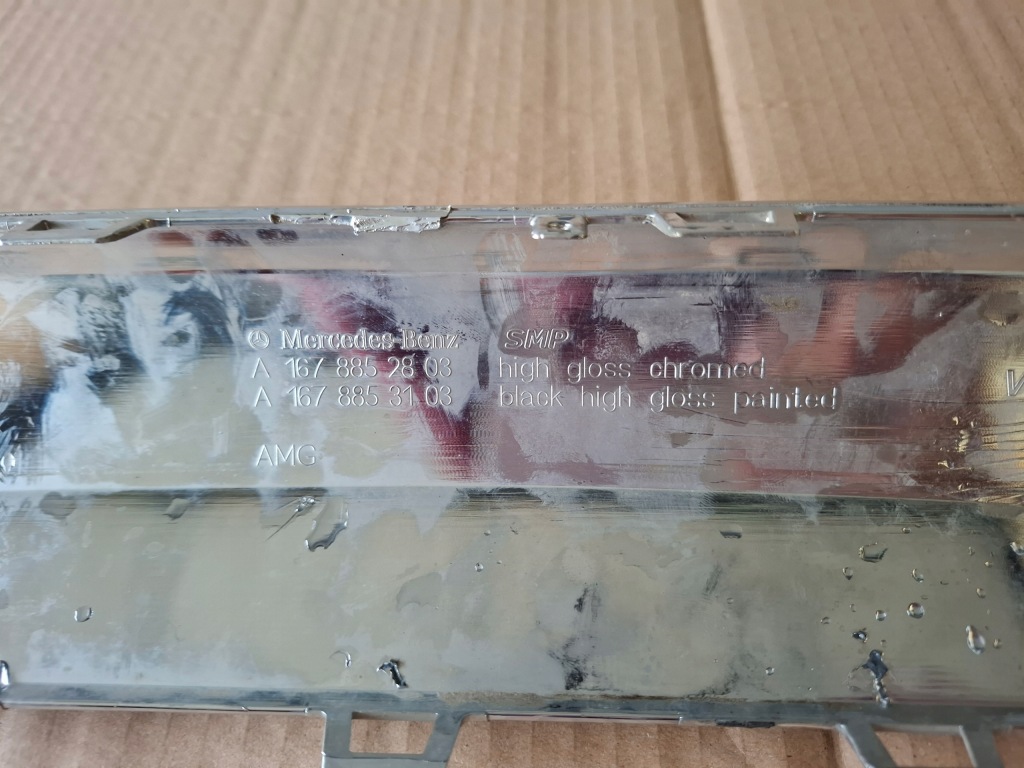 Mercedes-Benz SMP
A 167 885 28 03 high gloss chromed
A 167 885 31 03 black high gloss painted
AMG